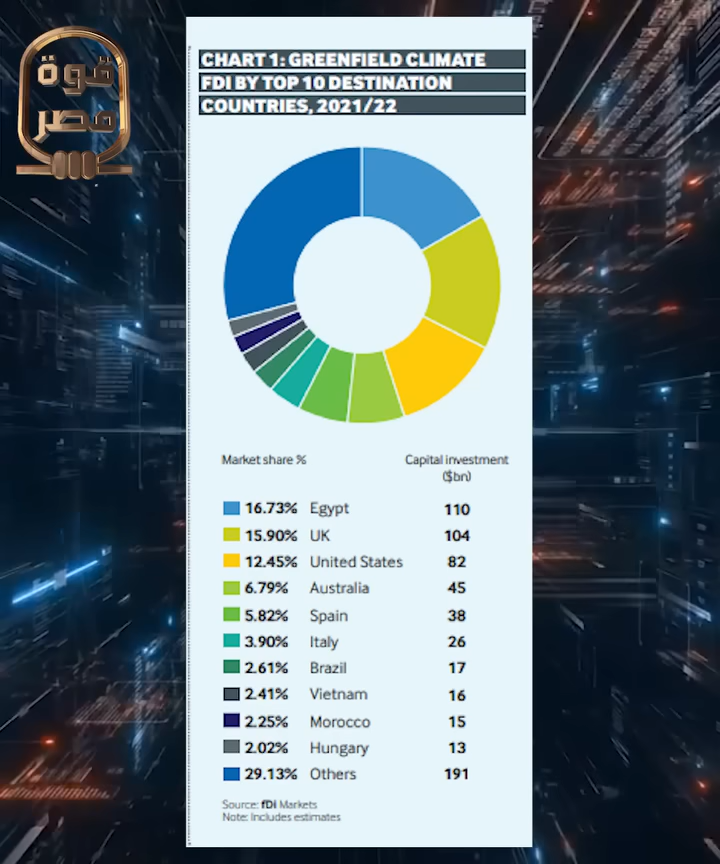 قوة
مصر
CHART 1: GREENFIELD CLIMATE
FDI BY TOP 10 DESTINATION
COUNTRIES, 2021/22
Market share % Capital investment
($bn)
16.73% Egypt 110
15.90% UK 104
12.45% United States 82
6.79% Australia 45
5.82% Spain 38
3.90% Italy 26
2.61% Brazil 17
2.41% Vietnam 16
2.25% Morocco 15
2.02% Hungary 13
29.13% Others 191
Source: fDi Markets
Note: Includes estimates